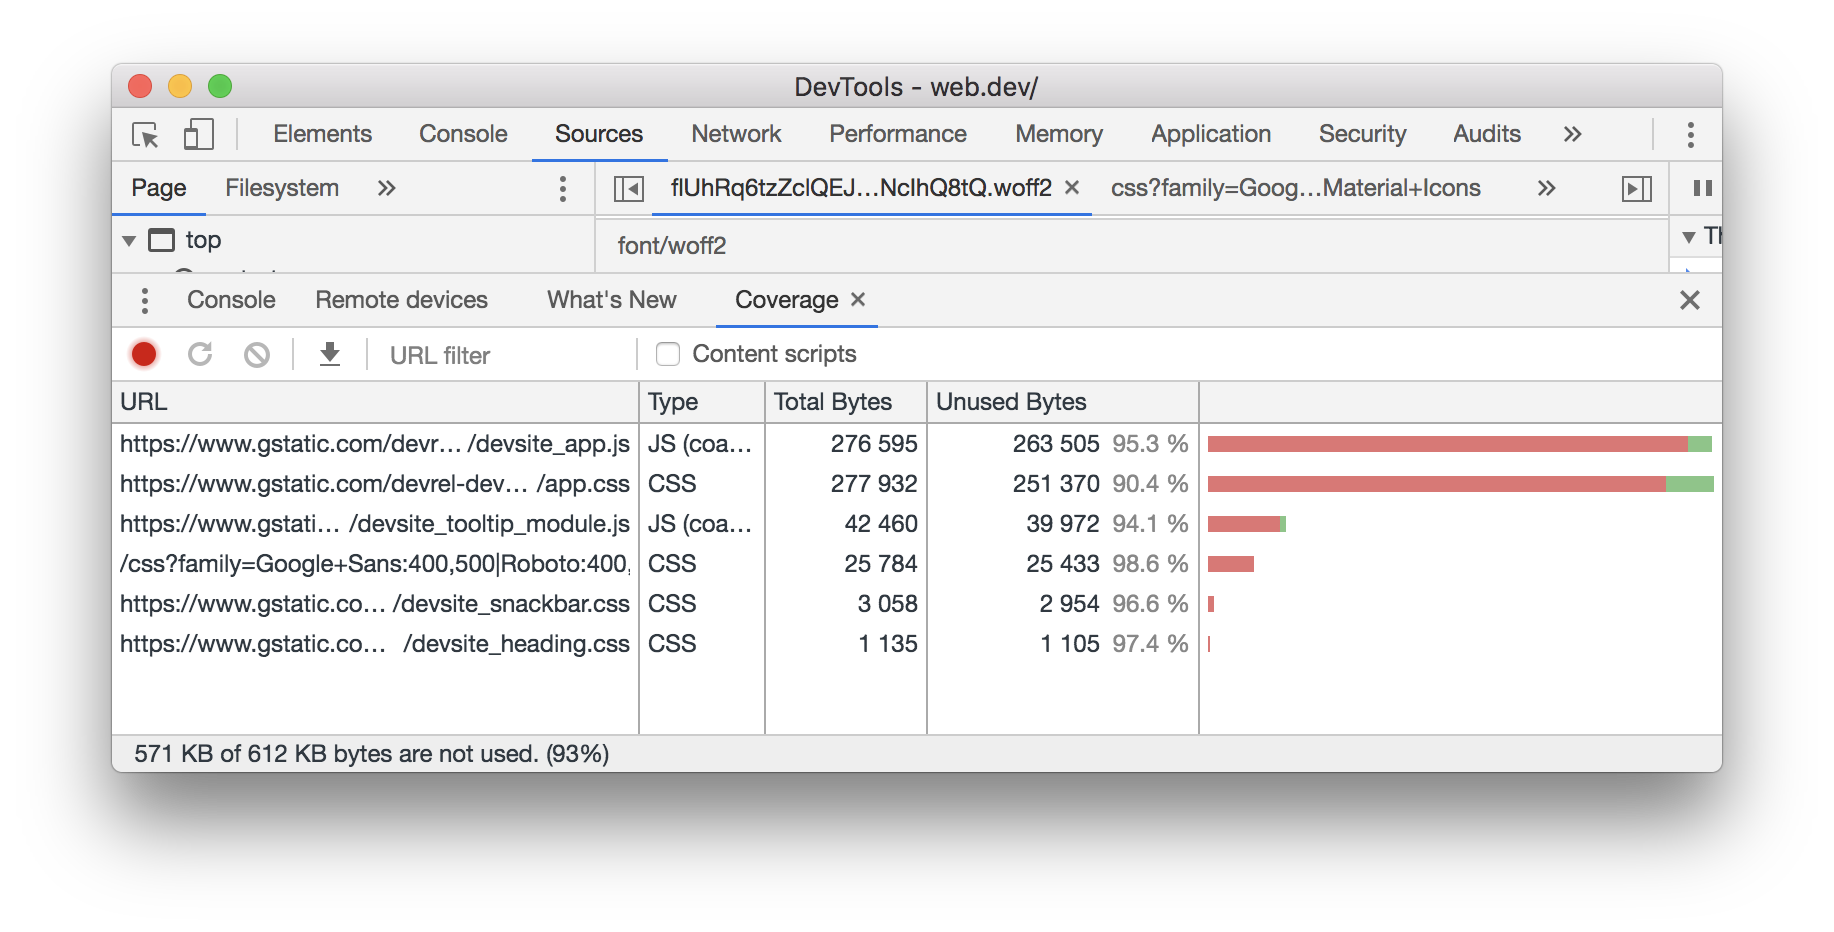 DevTools - web.dev/
Elements Console Sources Network Performance Memory Application Security Audits »
Page Filesystem » flUhRq6tzZclQEJ…NcIhQ8tQ.woff2 × css?family=Goog…Material+Icons »
top
font/woff2
Console Remote devices What's New Coverage ×
URL filter Content scripts
URL Type Total Bytes Unused Bytes
https://www.gstatic.com/devr… /devsite_app.js JS (coa… 276 595 263 505 95.3 %
https://www.gstatic.com/devrel-dev… /app.css CSS 277 932 251 370 90.4 %
https://www.gstati… /devsite_tooltip_module.js JS (coa… 42 460 39 972 94.1 %
/css?family=Google+Sans:400,500|Roboto:400, CSS 25 784 25 433 98.6 %
https://www.gstatic.co… /devsite_snackbar.css CSS 3 058 2 954 96.6 %
https://www.gstatic.co… /devsite_heading.css CSS 1 135 1 105 97.4 %
571 KB of 612 KB bytes are not used. (93%)